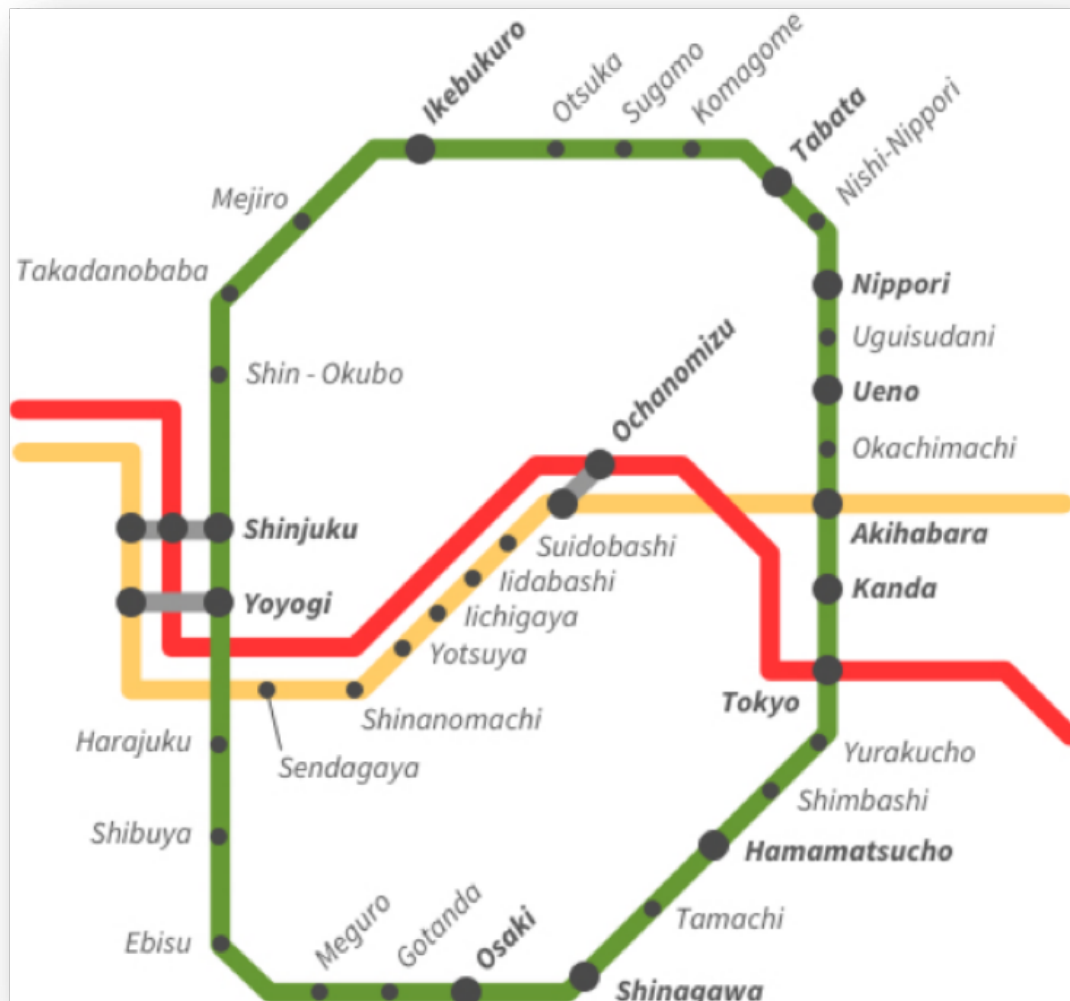 Ikebukuro
Otsuka
Sugamo
Komagome
Tabata
Nishi-Nippori
Mejiro
Takadanobaba
Nippori
Uguisudani
Shin - Okubo
Ueno
Ochanomizu
Okachimachi
Shinjuku
Akihabara
Suidobashi
Iidabashi
Kanda
Yoyogi
Iichigaya
Yotsuya
Tokyo
Shinanomachi
Harajuku
Yurakucho
Sendagaya
Shimbashi
Shibuya
Hamamatsucho
Tamachi
Ebisu
Meguro
Gotanda
Osaki
Shinagawa